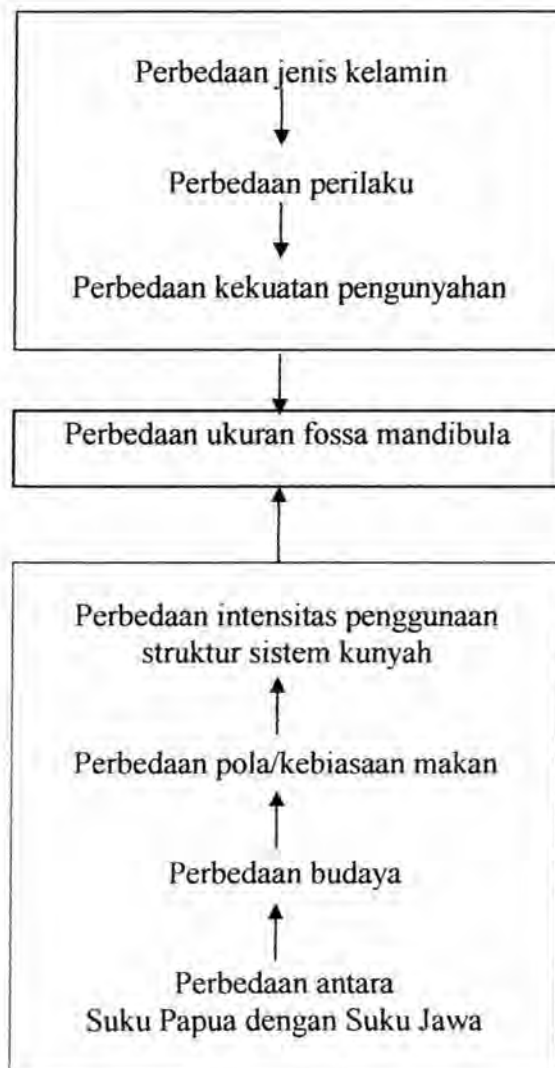 Perbedaan jenis kelamin
Perbedaan perilaku
Perbedaan kekuatan pengunyahan
Perbedaan ukuran fossa mandibula
Perbedaan intensitas penggunaan
struktur sistem kunyah
Perbedaan pola/kebiasaan makan
Perbedaan budaya
Perbedaan antara
Suku Papua dengan Suku Jawa